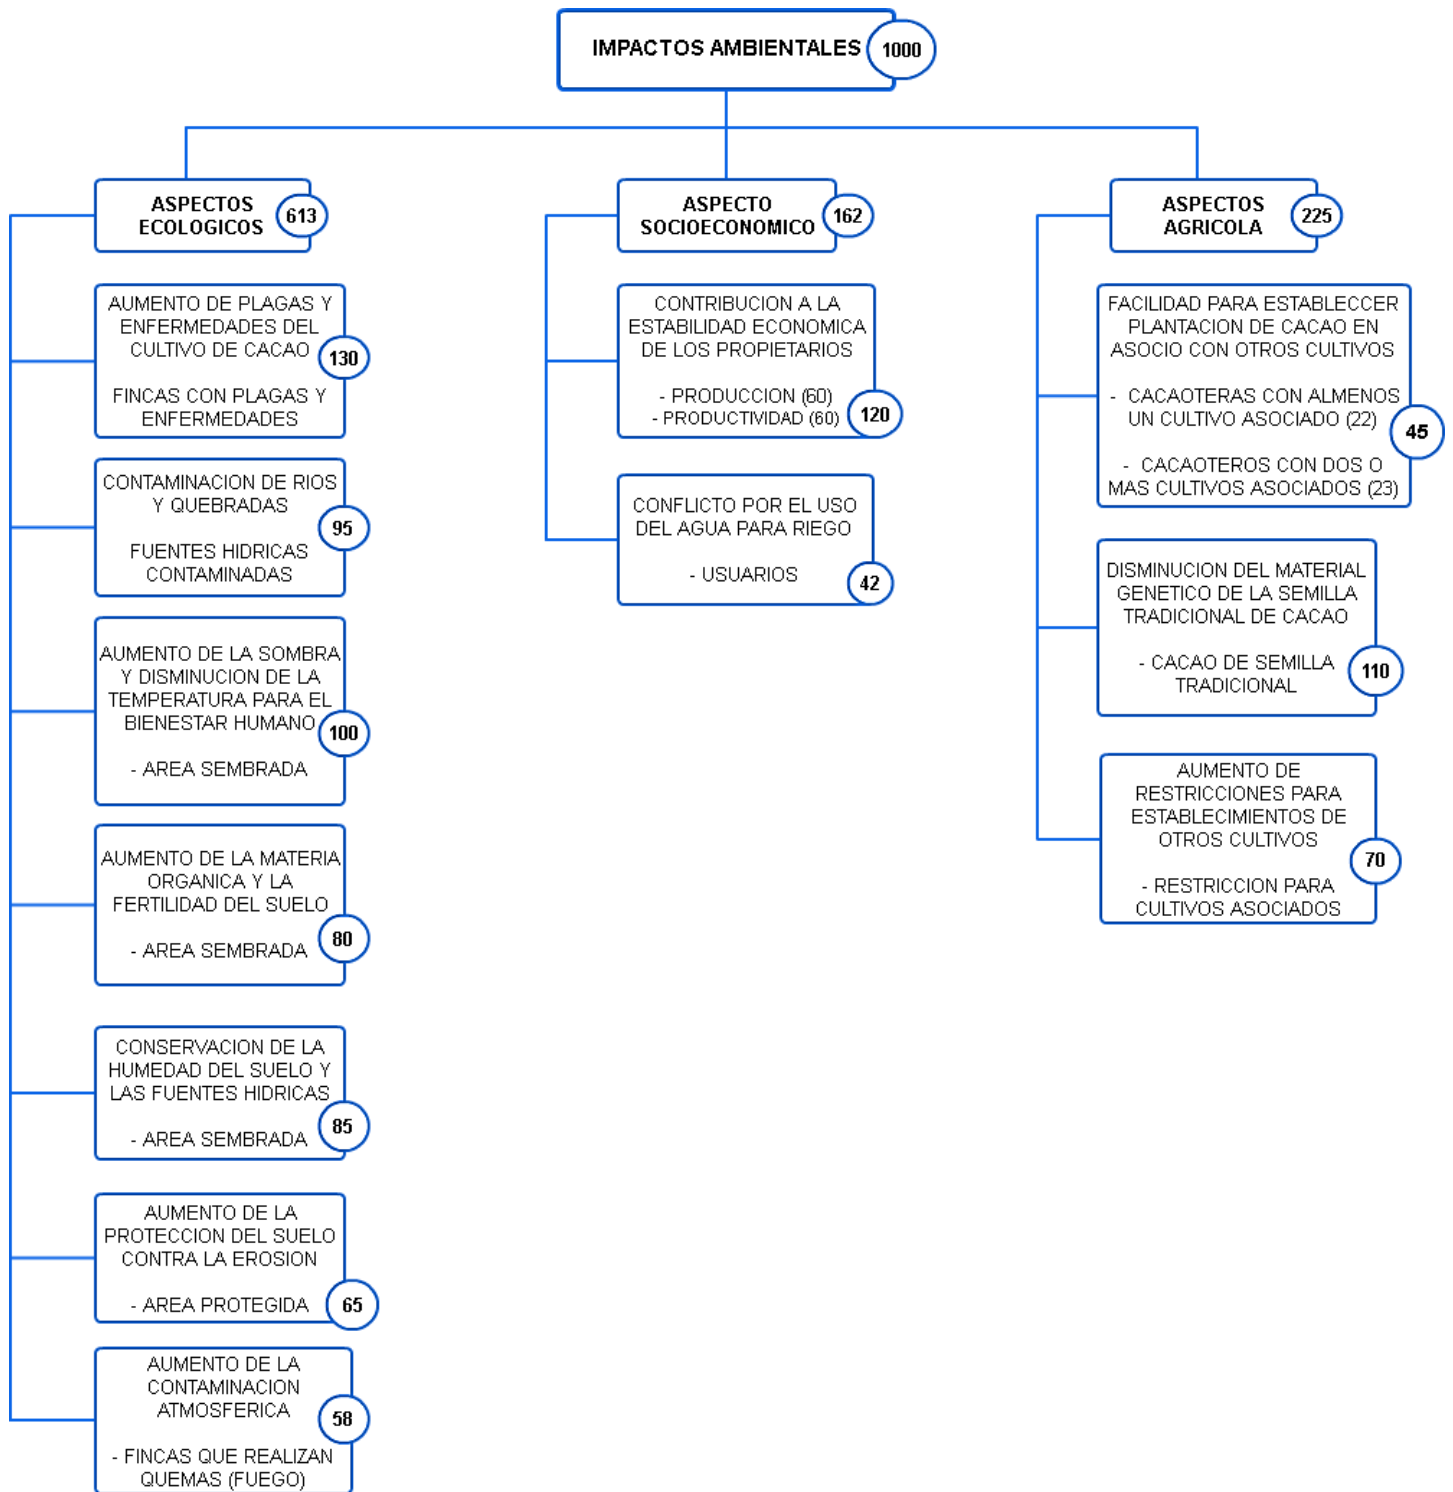 IMPACTOS AMBIENTALES
1000
ASPECTOS
ECOLOGICOS
613
AUMENTO DE PLAGAS Y
ENFERMEDADES DEL
CULTIVO DE CACAO
130
FINCAS CON PLAGAS Y
ENFERMEDADES
CONTAMINACION DE RIOS
Y QUEBRADAS
95
FUENTES HIDRICAS
CONTAMINADAS
AUMENTO DE LA SOMBRA
Y DISMINUCION DE LA
TEMPERATURA PARA EL
BIENESTAR HUMANO
100
- AREA SEMBRADA
AUMENTO DE LA MATERIA
ORGANICA Y LA
FERTILIDAD DEL SUELO
80
- AREA SEMBRADA
CONSERVACION DE LA
HUMEDAD DEL SUELO Y
LAS FUENTES HIDRICAS
85
- AREA SEMBRADA
AUMENTO DE LA
PROTECCION DEL SUELO
CONTRA LA EROSION
- AREA PROTEGIDA
65
AUMENTO DE LA
CONTAMINACION
ATMOSFERICA
58
- FINCAS QUE REALIZAN
QUEMAS (FUEGO)
ASPECTO
SOCIOECONOMICO
162
CONTRIBUCION A LA
ESTABILIDAD ECONOMICA
DE LOS PROPIETARIOS
- PRODUCCION (60)
- PRODUCTIVIDAD (60)
120
CONFLICTO POR EL USO
DEL AGUA PARA RIEGO
- USUARIOS
42
ASPECTOS
AGRICOLA
225
FACILIDAD PARA ESTABLECCER
PLANTACION DE CACAO EN
ASOCIO CON OTROS CULTIVOS
- CACAOTERAS CON ALMENOS
UN CULTIVO ASOCIADO (22)
45
- CACAOTEROS CON DOS O
MAS CULTIVOS ASOCIADOS (23)
DISMINUCION DEL MATERIAL
GENETICO DE LA SEMILLA
TRADICIONAL DE CACAO
- CACAO DE SEMILLA
TRADICIONAL
110
AUMENTO DE
RESTRICCIONES PARA
ESTABLECIMIENTOS DE
OTROS CULTIVOS
70
- RESTRICCION PARA
CULTIVOS ASOCIADOS